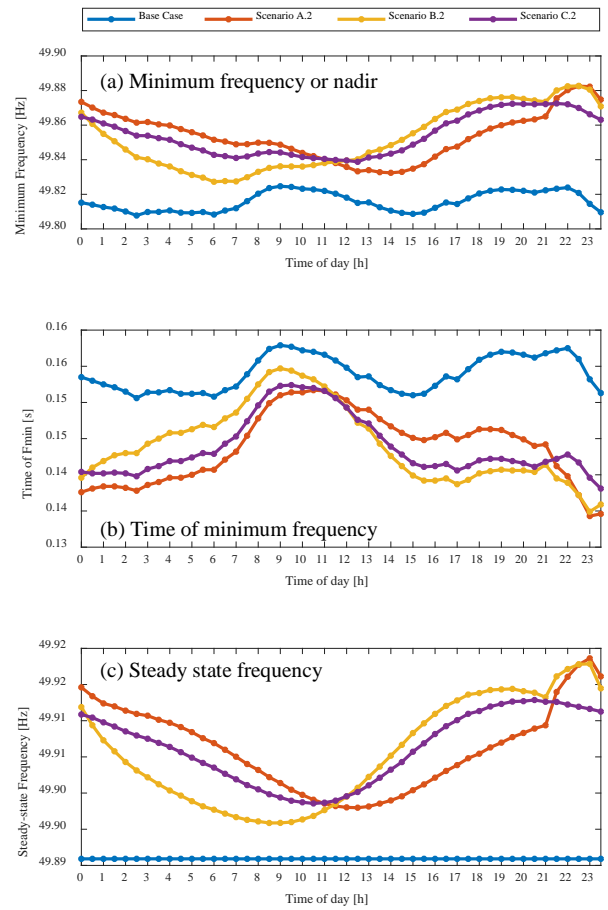 Base Case Scenario A.2 Scenario B.2 Scenario C.2
49.90
49.88
49.86
49.84
49.82
49.80
Minimum Frequency [Hz]
(a) Minimum frequency or nadir
0 1 2 3 4 5 6 7 8 9 10 11 12 13 14 15 16 17 18 19 20 21 22 23
Time of day [h]
0.16
0.16
0.15
0.15
0.14
0.14
0.13
Time of Fmin [s]
(b) Time of minimum frequency
0 1 2 3 4 5 6 7 8 9 10 11 12 13 14 15 16 17 18 19 20 21 22 23
Time of day [h]
49.92
49.92
49.91
49.91
49.90
49.90
49.89
Steady-state Frequency [Hz]
(c) Steady state frequency
0 1 2 3 4 5 6 7 8 9 10 11 12 13 14 15 16 17 18 19 20 21 22 23
Time of day [h]